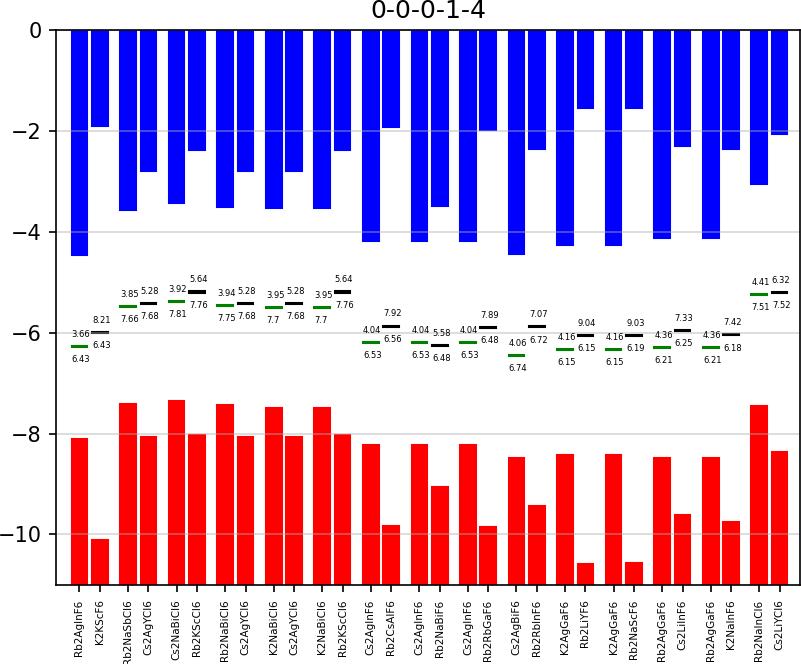 0-0-0-1-4
0
−2
−4
−6
−8
−10
3.66
6.43
8.21
6.43
3.85
7.66
5.28
7.68
3.92
7.81
5.64
7.76
3.94
7.75
5.28
7.68
3.95
7.7
5.28
7.68
3.95
7.7
5.64
7.76
4.04
6.53
7.92
6.56
4.04
6.53
5.58
6.48
4.04
6.53
7.89
6.48
4.06
6.74
7.07
6.72
4.16
6.15
9.04
6.15
4.16
6.15
9.03
6.19
4.36
6.21
7.33
6.25
4.36
6.21
7.42
6.18
4.41
7.51
6.32
7.52
Rb2AgInF6
K2KScF6
Rb2NaSbCl6
Cs2AgYCl6
Cs2NaBiCl6
Rb2KScCl6
Rb2NaBiCl6
Cs2AgYCl6
K2NaBiCl6
Cs2AgYCl6
K2NaBiCl6
Rb2KScCl6
Cs2AgInF6
Rb2CsAlF6
Cs2AgInF6
Rb2NaBiF6
Cs2AgInF6
Rb2RbGaF6
Cs2AgBiF6
Rb2RbInF6
K2AgGaF6
Rb2LiYF6
K2AgGaF6
Rb2NaScF6
Rb2AgGaF6
Cs2LiInF6
Rb2AgGaF6
K2NaInF6
Rb2NaInCl6
Cs2LiYCl6